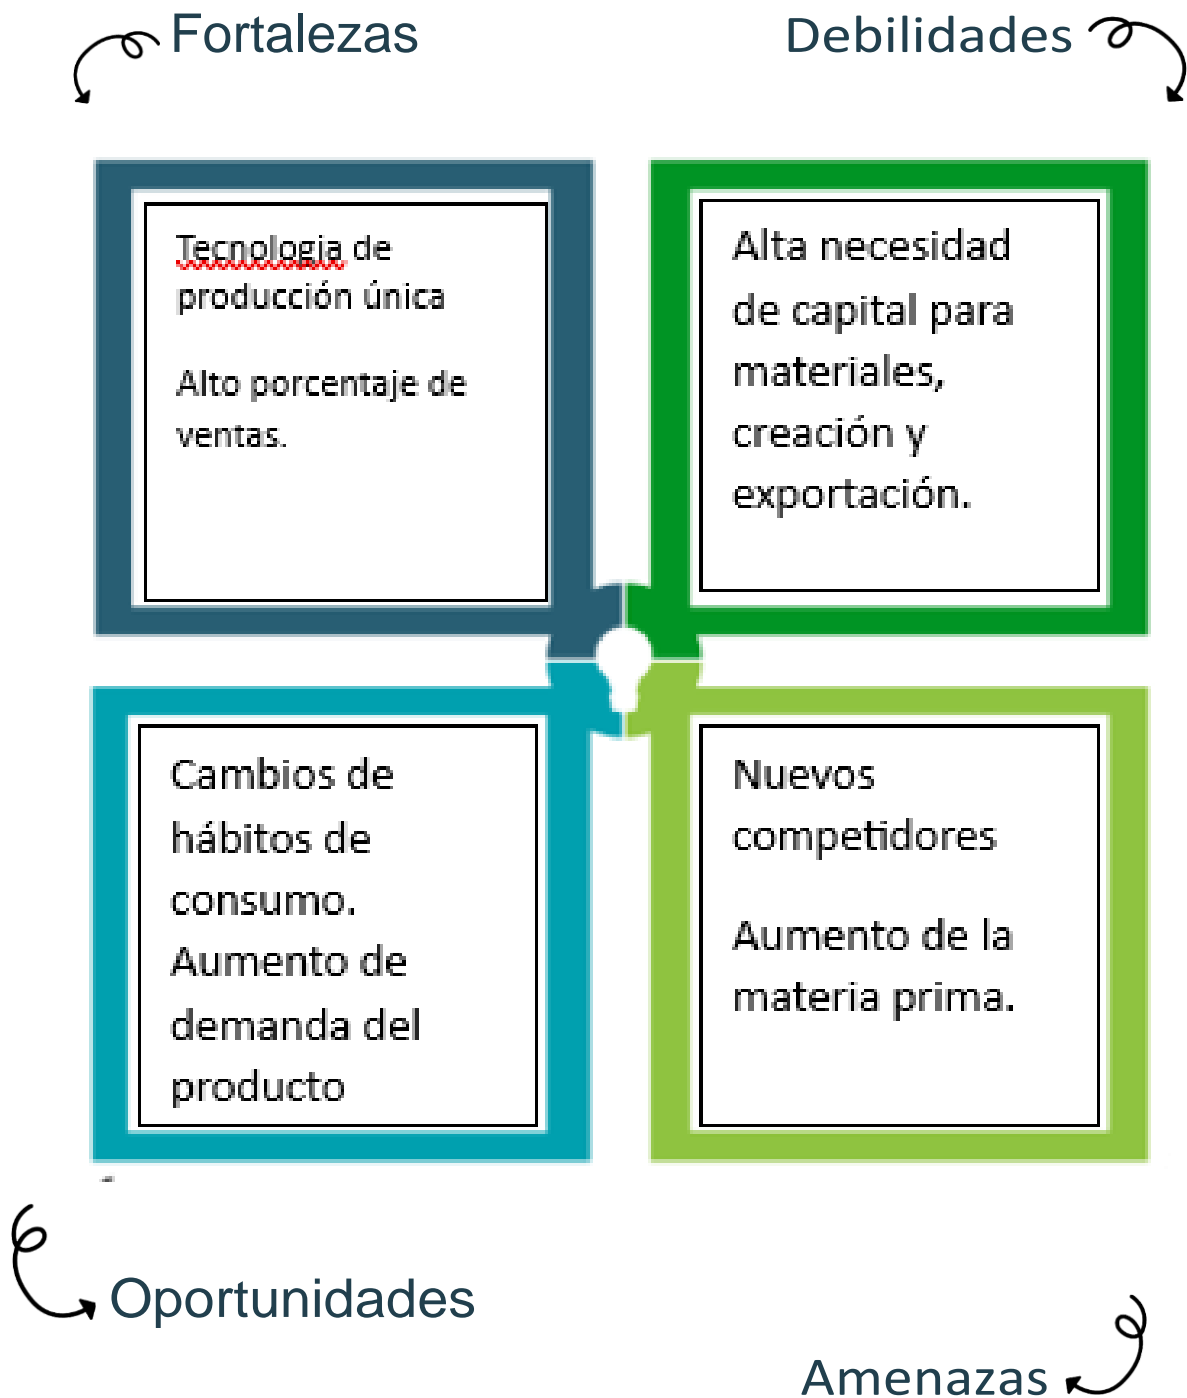 Fortalezas
Debilidades
Tecnologia de
producción única
Alto porcentaje de
ventas.
Alta necesidad
de capital para
materiales,
creación y
exportación.
Cambios de
hábitos de
consumo.
Aumento de
demanda del
producto
Nuevos
competidores
Aumento de la
materia prima.
Oportunidades
Amenazas